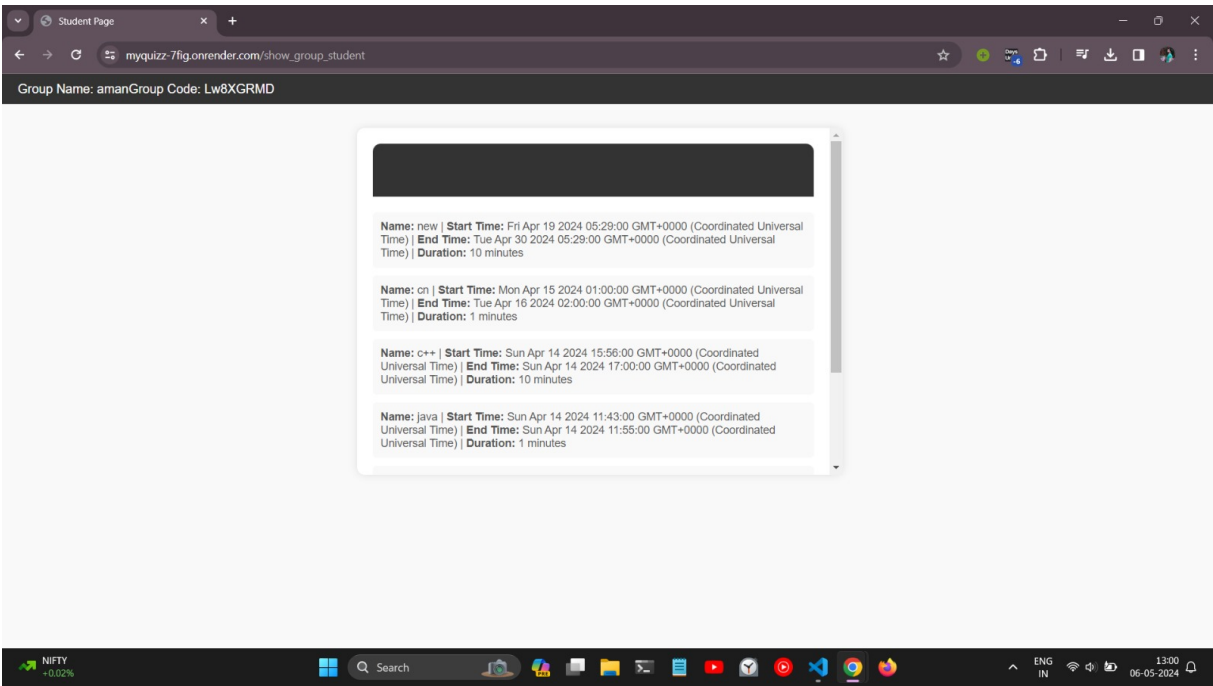 Student Page
myquizz-7fig.onrender.com/show_group_student
Group Name: amanGroup Code: Lw8XGRMD
Name: new | Start Time: Fri Apr 19 2024 05:29:00 GMT+0000 (Coordinated Universal
Time) | End Time: Tue Apr 30 2024 05:29:00 GMT+0000 (Coordinated Universal
Time) | Duration: 10 minutes
Name: cn | Start Time: Mon Apr 15 2024 01:00:00 GMT+0000 (Coordinated Universal
Time) | End Time: Tue Apr 16 2024 02:00:00 GMT+0000 (Coordinated Universal
Time) | Duration: 1 minutes
Name: c++ | Start Time: Sun Apr 14 2024 15:56:00 GMT+0000 (Coordinated
Universal Time) | End Time: Sun Apr 14 2024 17:00:00 GMT+0000 (Coordinated
Universal Time) | Duration: 10 minutes
Name: java | Start Time: Sun Apr 14 2024 11:43:00 GMT+0000 (Coordinated
Universal Time) | End Time: Sun Apr 14 2024 11:55:00 GMT+0000 (Coordinated
Universal Time) | Duration: 1 minutes
NIFTY
+0.02%
Search
ENG
IN
13:00
06-05-2024